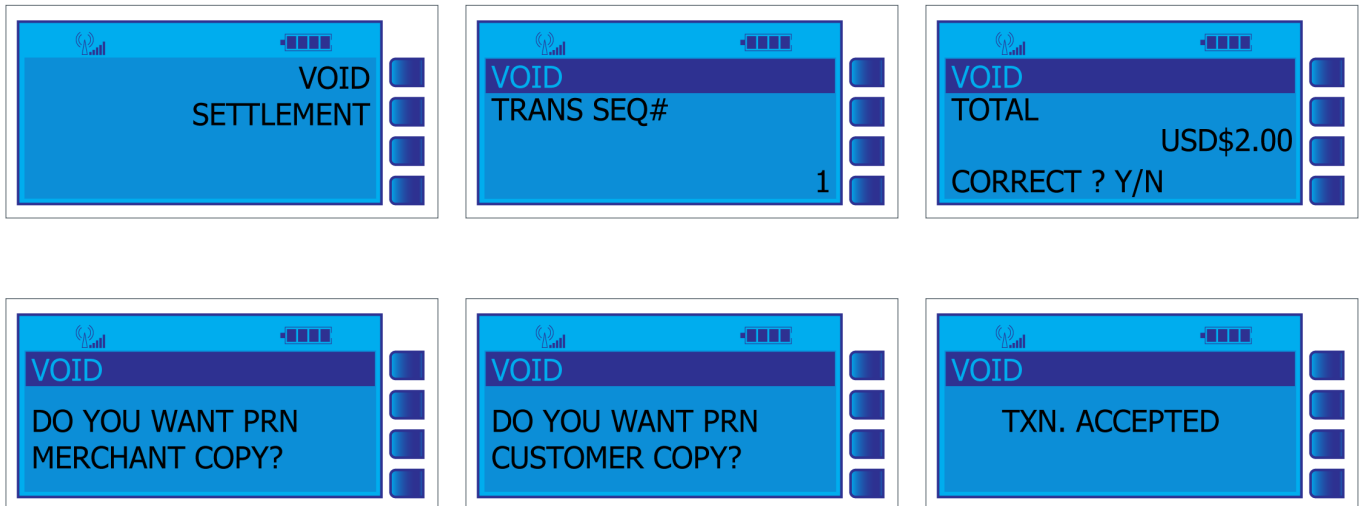 VOID
SETTLEMENT
VOID
TRANS SEQ#
1
VOID
TOTAL
USD$2.00
CORRECT ? Y/N
VOID
DO YOU WANT PRN
MERCHANT COPY?
VOID
DO YOU WANT PRN
CUSTOMER COPY?
VOID
TXN. ACCEPTED